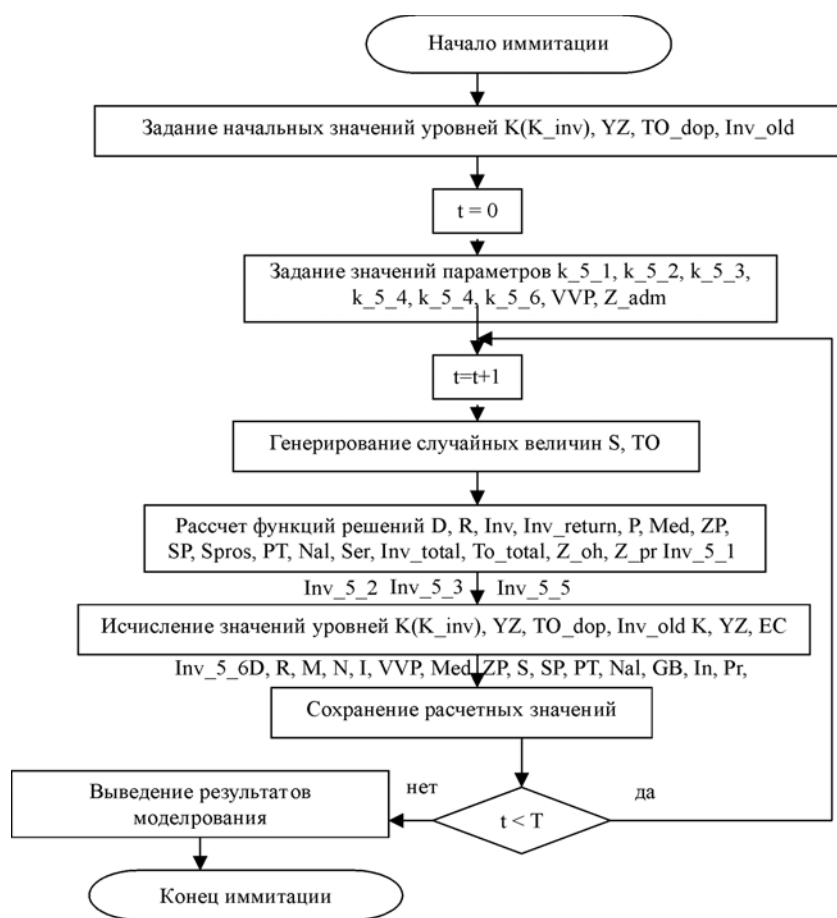 Начало иммитации
Задание начальных значений уровней K(K_inv), YZ, TO_dop, Inv_old
t = 0
Задание значений параметров k_5_1, k_5_2, k_5_3,
k_5_4, k_5_4, k_5_6, VVP, Z_adm
t=t+1
Генерирование случайных величин S, TO
Рассчет функций решений D, R, Inv, Inv_return, P, Med, ZP,
SP, Spros, PT, Nal, Ser, Inv_total, To_total, Z_oh, Z_pr Inv_5_1
Inv_5_2 Inv_5_3 Inv_5_5
Исчисление значений уровней K(K_inv), YZ, TO_dop, Inv_old K, YZ, EC
Inv_5_6D, R, M, N, I, VVP, Med, ZP, S, SP, PT, Nal, GB, In, Pr,
Сохранение расчетных значений
нет
да
t < T
Выведение результатов
моделрования
Конец иммитации